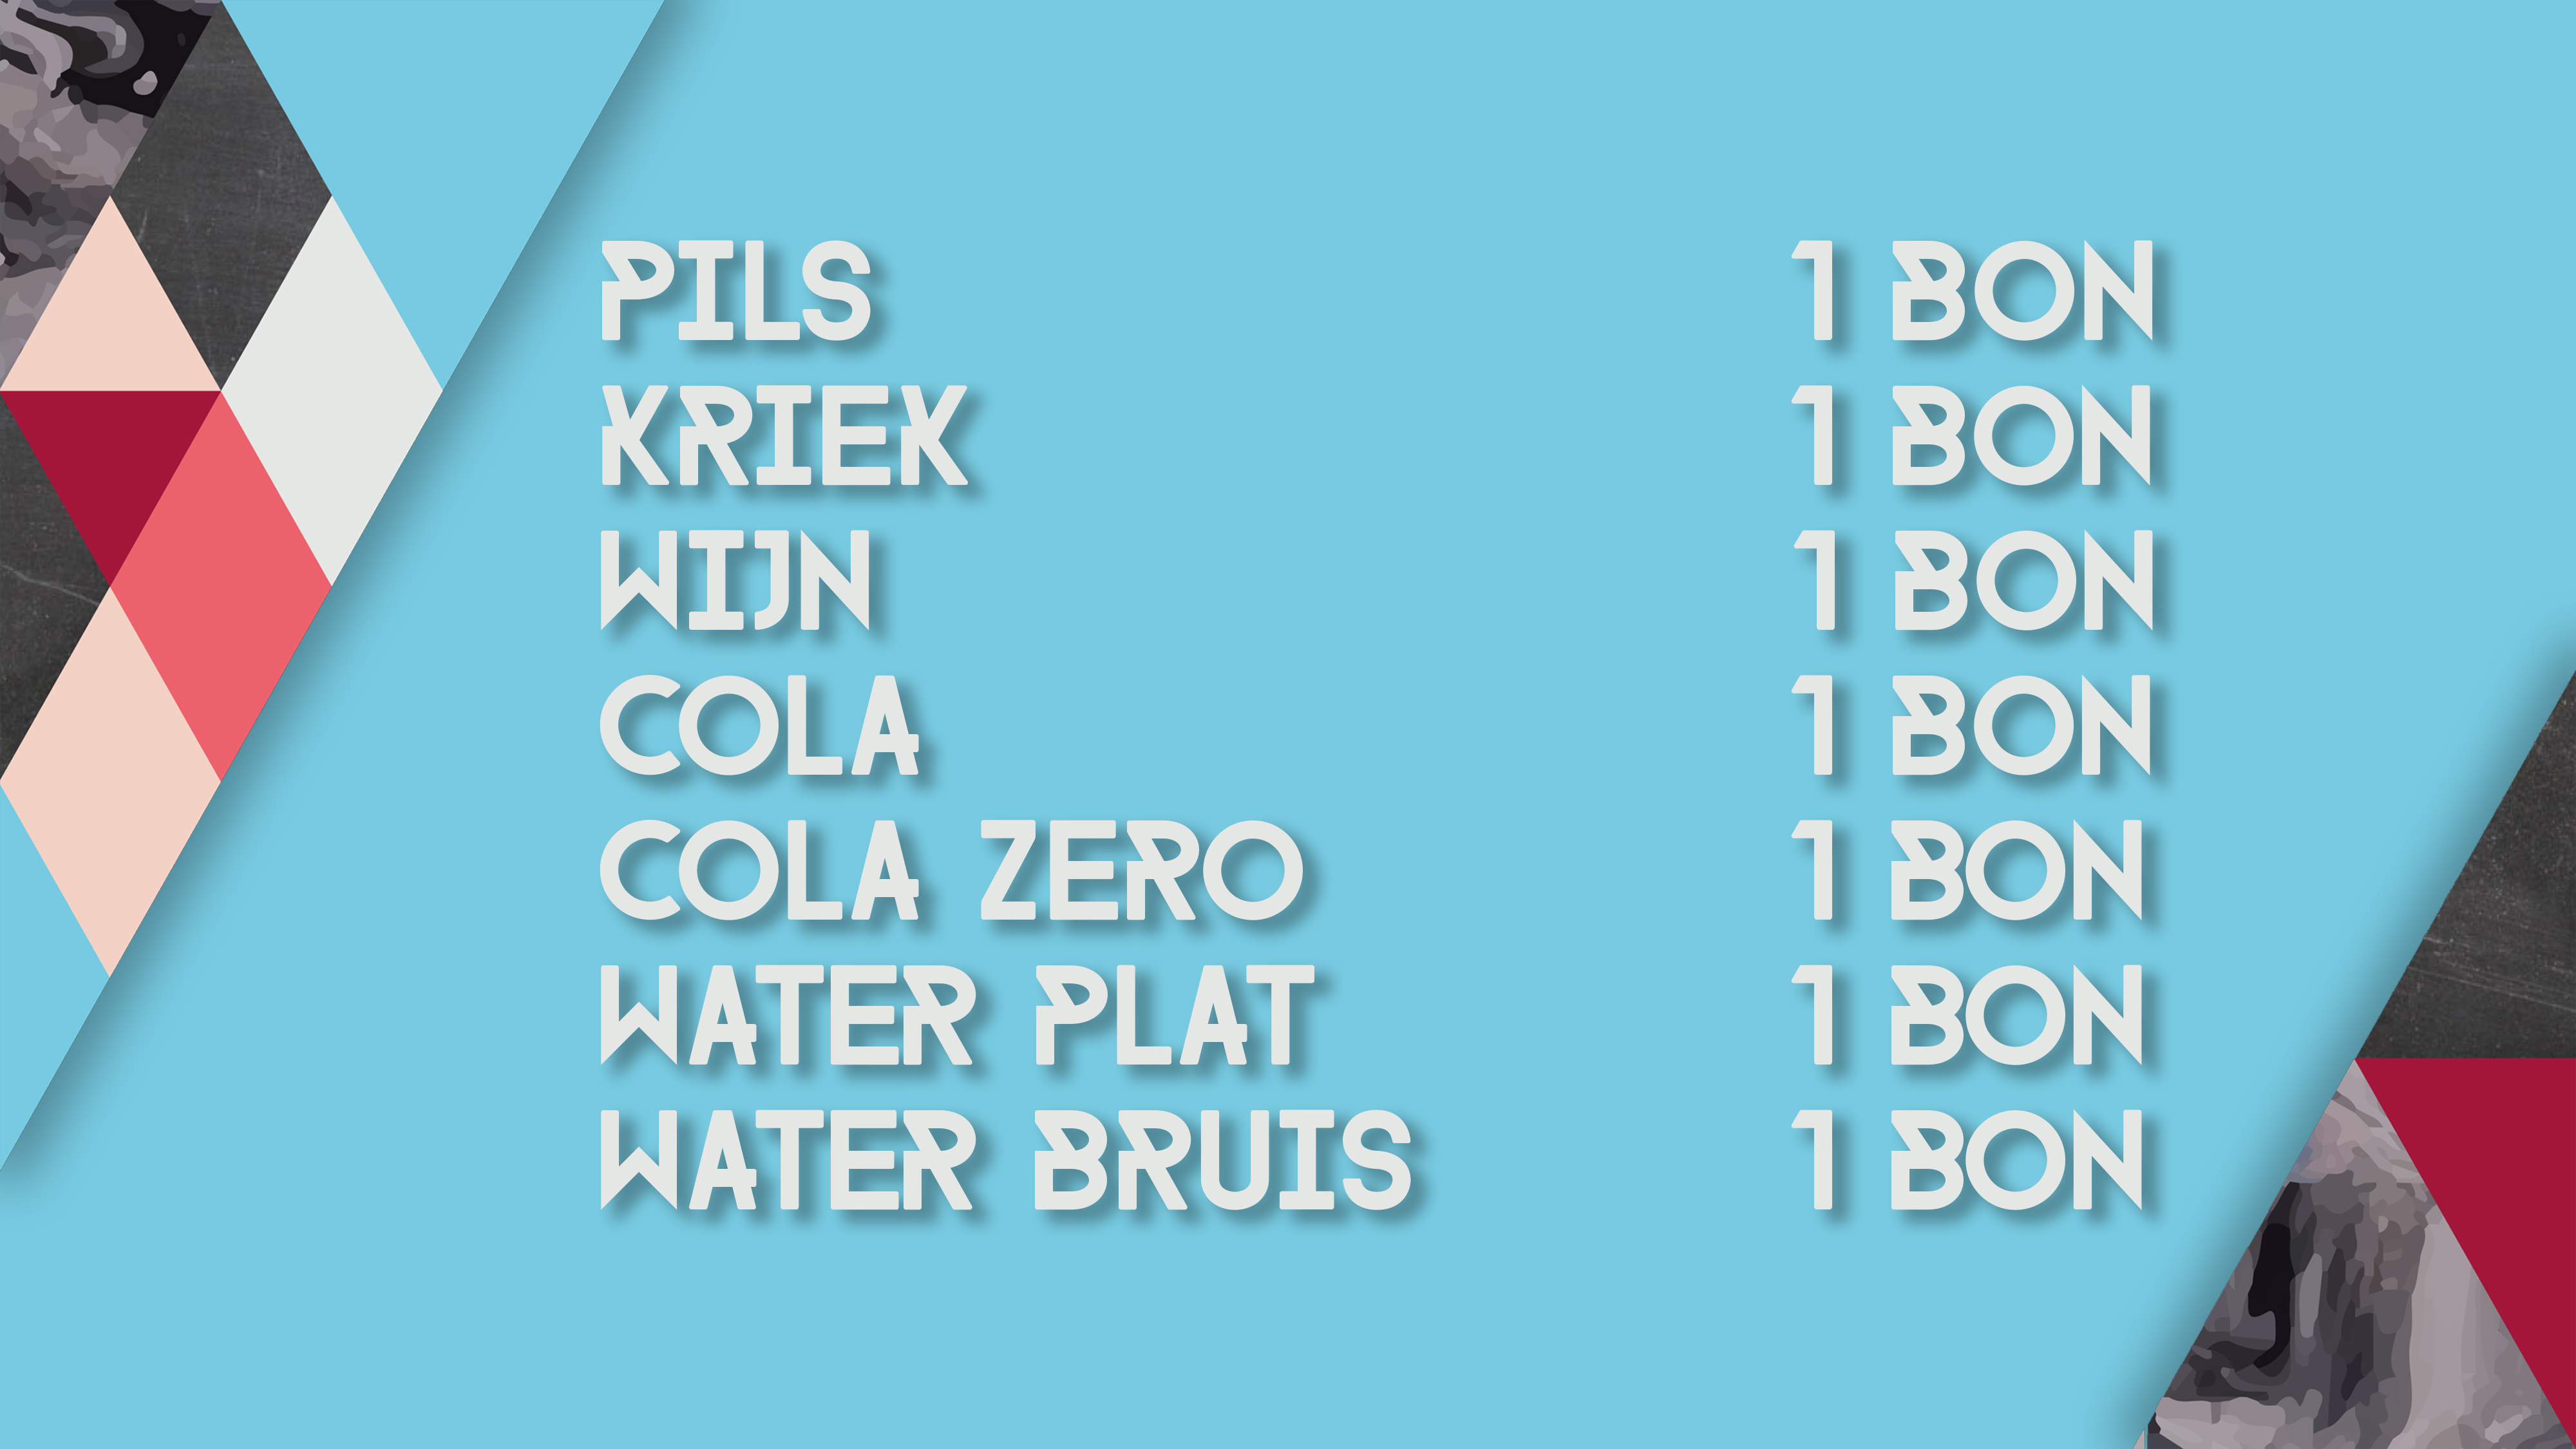 PILS 1 BON
KRIEK 1 BON
WIJN 1 BON
COLA 1 BON
COLA ZERO 1 BON
WATER PLAT 1 BON
WATER BRUIS 1 BON